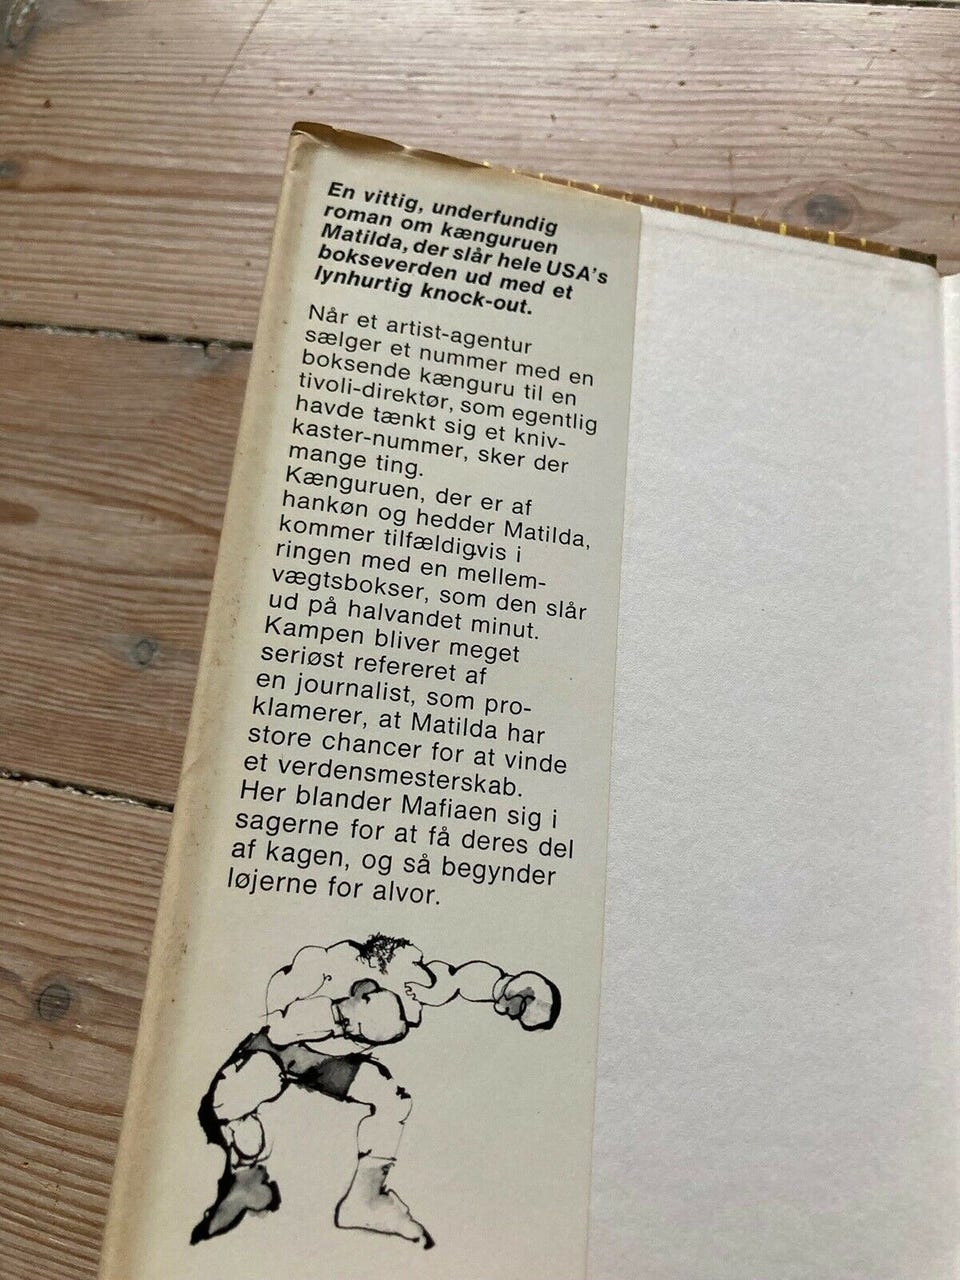 En vittig, underfundig
roman om kænguruen
Matilda, der slår hele USA's
bokseverden ud med et
lynhurtig knock-out.
Når et artist-agentur
sælger et nummer med en
boksende kænguru til en
tivoli-direktør, som egentlig
havde tænkt sig et kniv-
kaster-nummer, sker der
mange ting.
Kænguruen, der er af
hankøn og hedder Matilda,
kommer tilfældigvis i
ringen med en mellem-
vægtsbokser, som den slår
ud på halvandet minut.
Kampen bliver meget
seriøst refereret af
en journalist, som pro-
klamerer, at Matilda har
store chancer for at vinde
et verdensmesterskab.
Her blander Mafiaen sig i
sagerne for at få deres del
af kagen, og så begynder
løjerne for alvor.